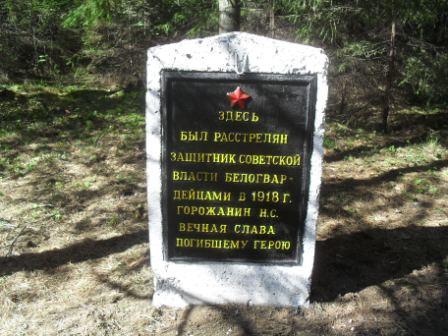 ЗДЕСЬ
БЫЛ РАССТРЕЛЯН
ЗАЩИТНИК СОВЕТСКОЙ
ВЛАСТИ БЕЛОГВАР-
ДЕЙЦАМИ В 1918 Г.
ГОРОЖАНИН Н.С.
ВЕЧНАЯ СЛАВА
ПОГИБШЕМУ ГЕРОЮ